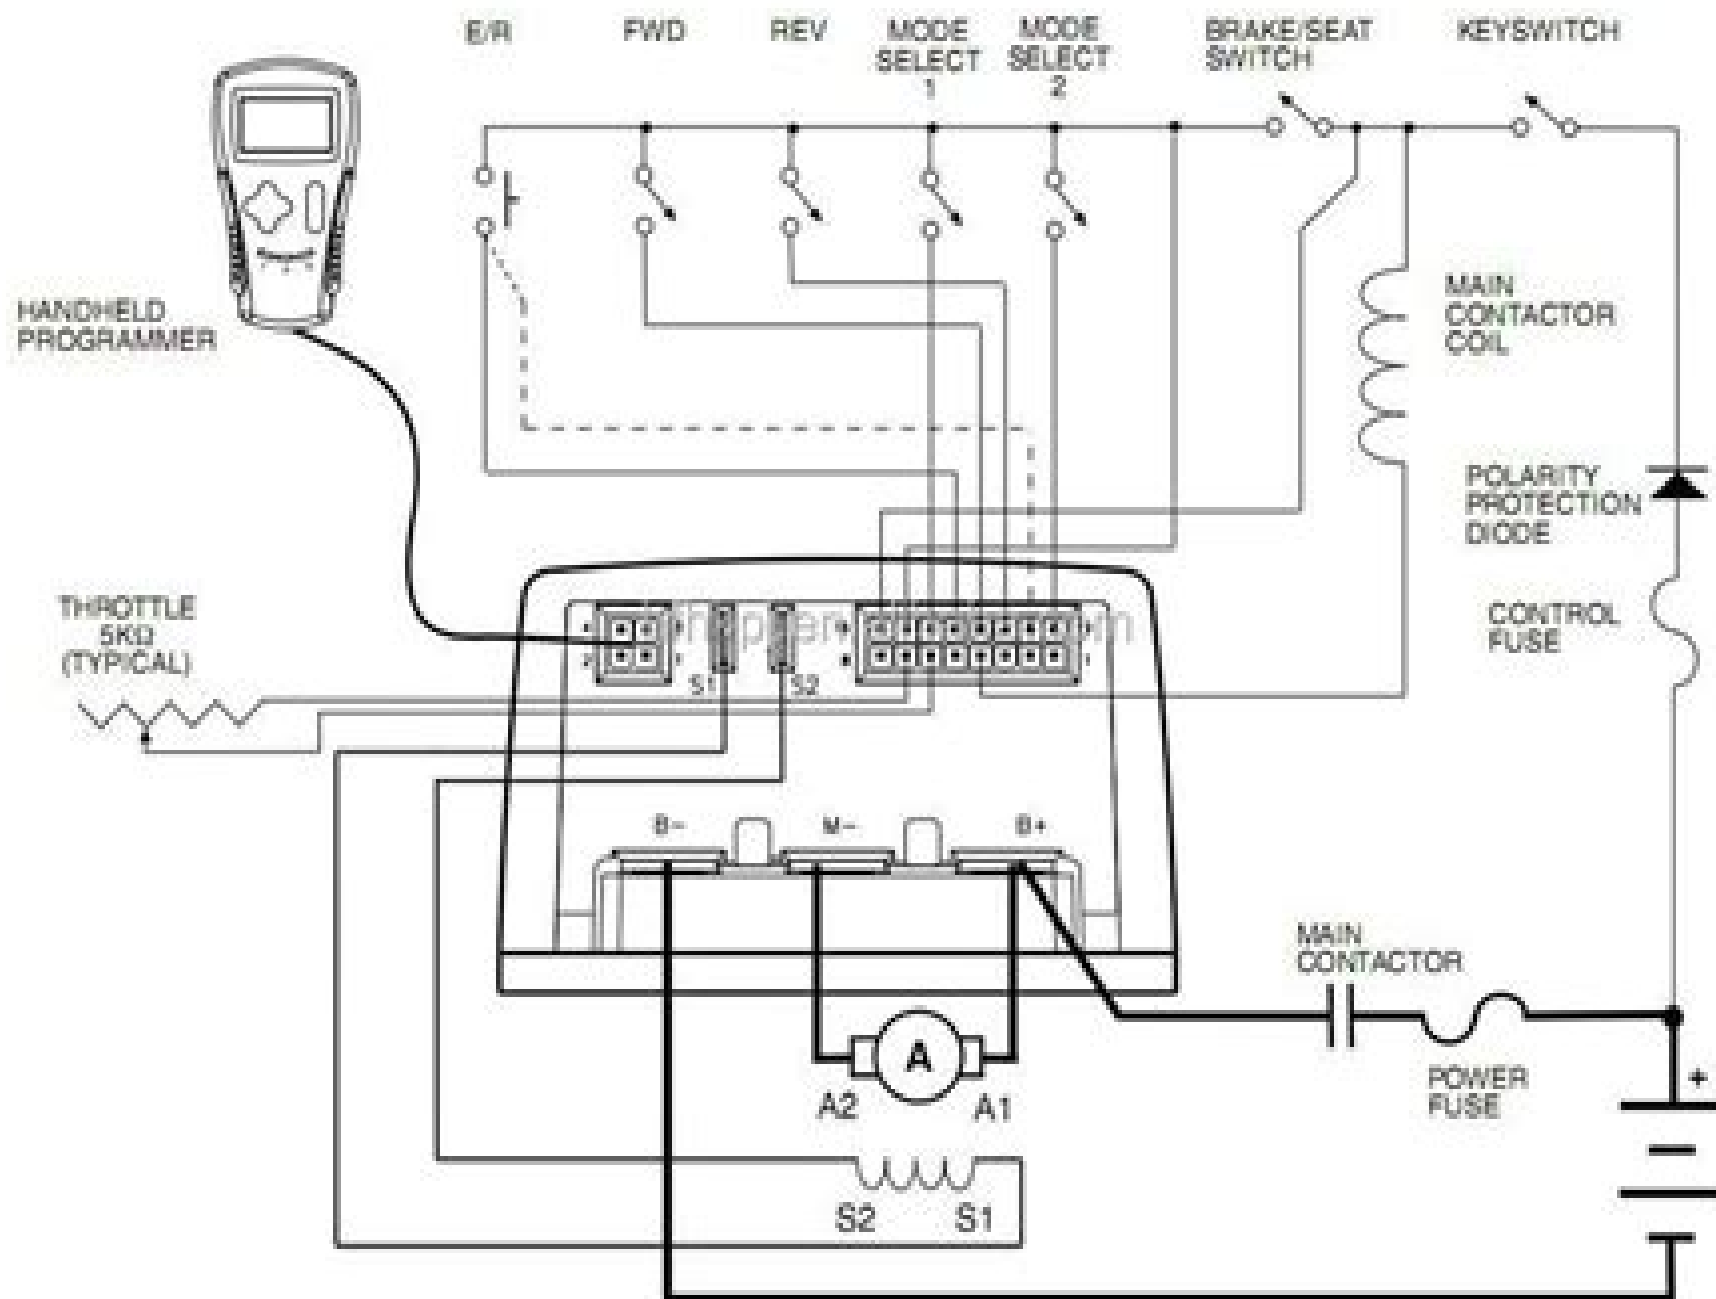 E/R
FWD
REV
MODE
SELECT
1
MODE
SELECT
2
BRAKE/SEAT
SWITCH
KEYSWITCH
HANDHELD
PROGRAMMER
MAIN
CONTACTOR
COIL
POLARITY
PROTECTION
DIODE
CONTROL
FUSE
THROTTLE
5KΩ
(TYPICAL)
S1
S2
B-
M-
B+
MAIN
CONTACTOR
A
A2
A1
POWER
FUSE
+
S2
S1